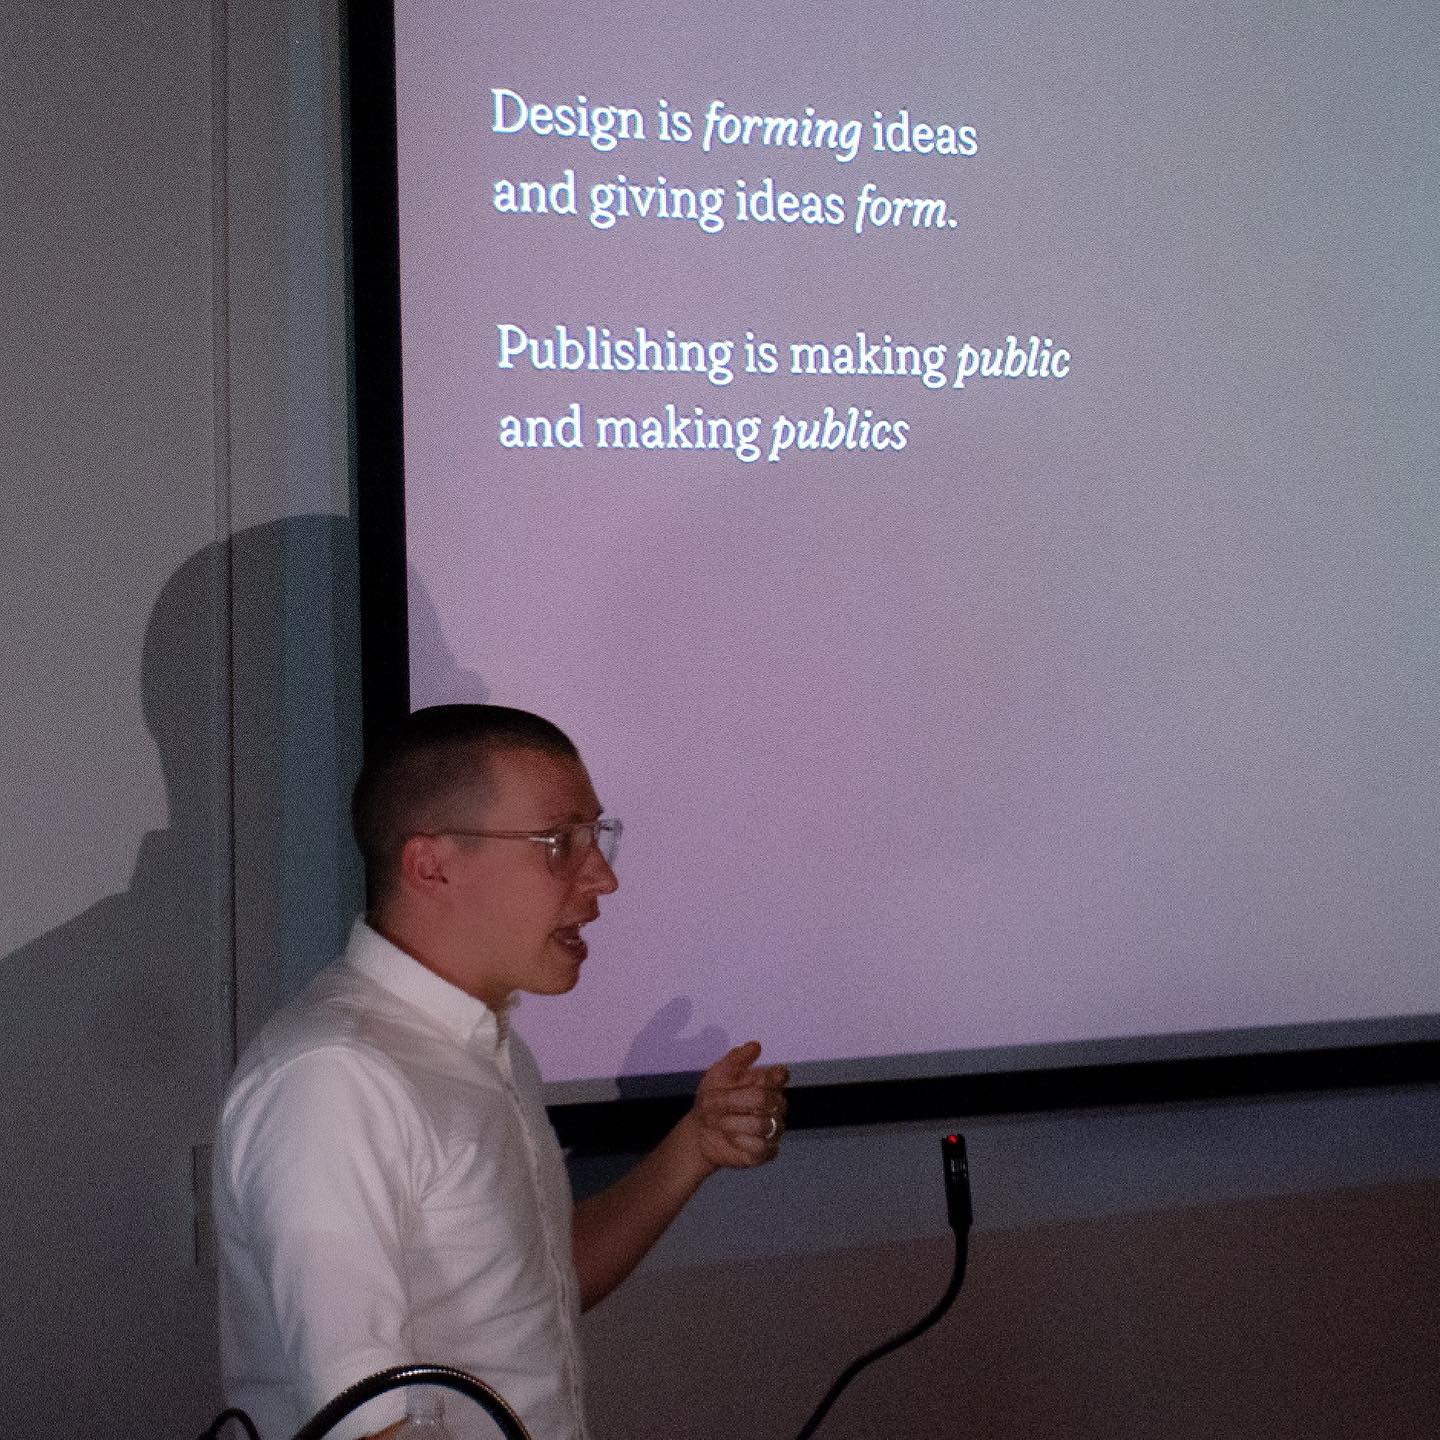 Design is forming ideas
and giving ideas form.
Publishing is making public
and making publics